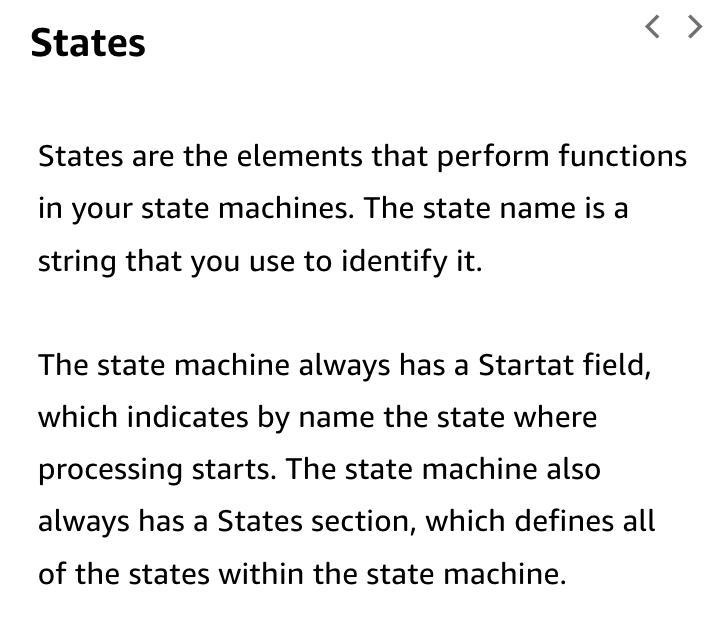 States
States are the elements that perform functions
in your state machines. The state name is a
string that you use to identify it.
The state machine always has a Startat field,
which indicates by name the state where
processing starts. The state machine also
always has a States section, which defines all
of the states within the state machine.